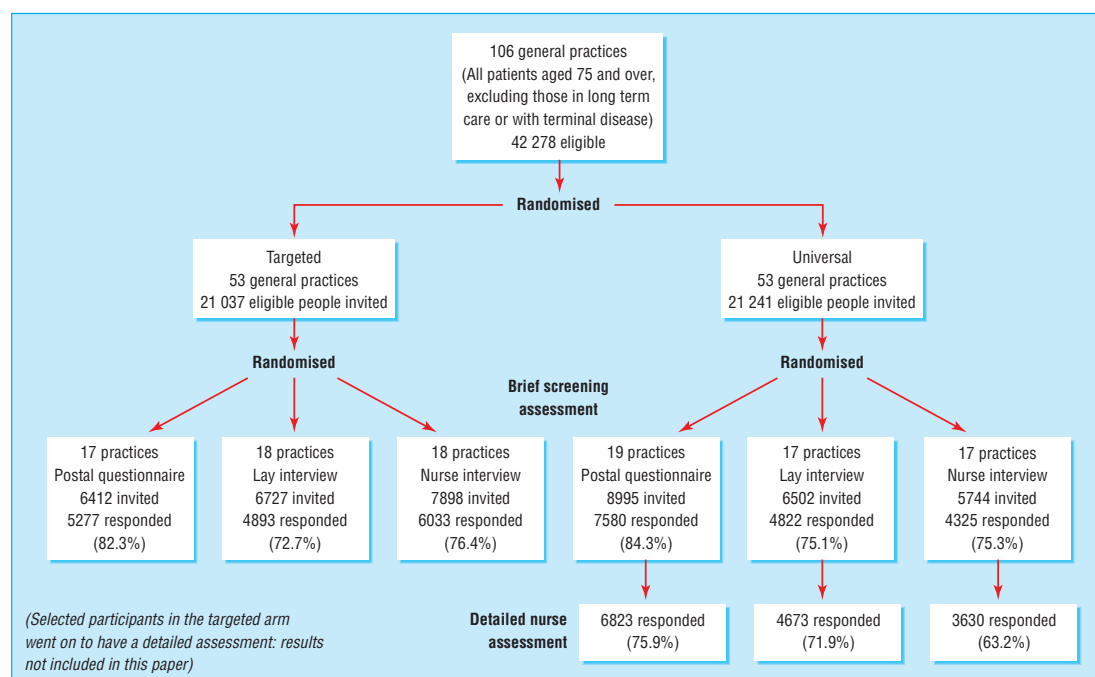 106 general practices
(All patients aged 75 and over,
excluding those in long term
care or with terminal disease)
42 278 eligible
Randomised
Targeted
53 general practices
21 037 eligible people invited
Universal
53 general practices
21 241 eligible people invited
Randomised
Randomised
Brief screening
assessment
17 practices
Postal questionnaire
6412 invited
5277 responded
(82.3%)
18 practices
Lay interview
6727 invited
4893 responded
(72.7%)
18 practices
Nurse interview
7898 invited
6033 responded
(76.4%)
19 practices
Postal questionnaire
8995 invited
7580 responded
(84.3%)
17 practices
Lay interview
6502 invited
4822 responded
(75.1%)
17 practices
Nurse interview
5744 invited
4325 responded
(75.3%)
(Selected participants in the targeted arm
went on to have a detailed assessment: results
not included in this paper)
Detailed nurse
assessment
6823 responded
(75.9%)
4673 responded
(71.9%)
3630 responded
(63.2%)